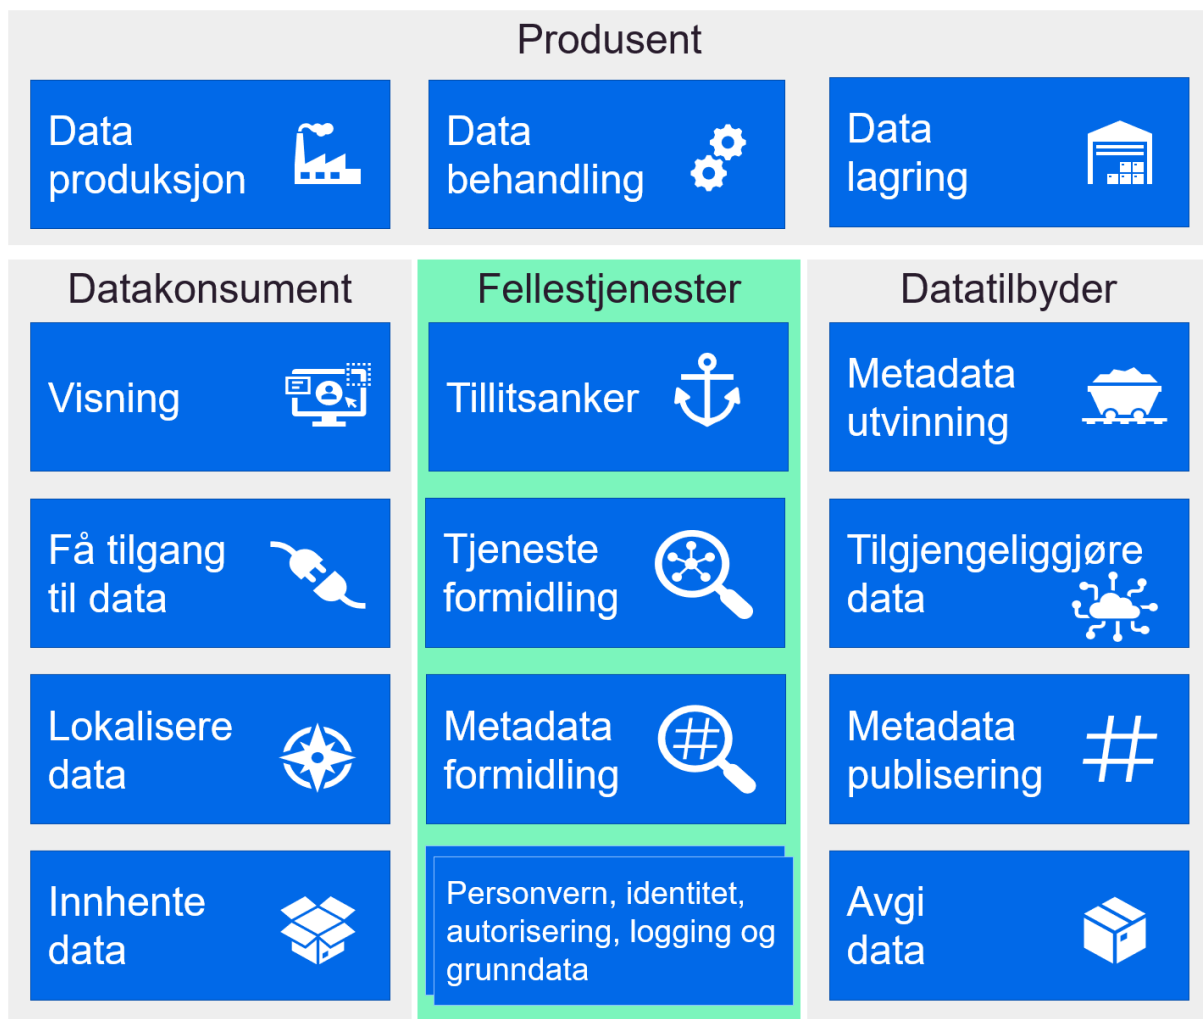 Produsent
Data
produksjon
Data
behandling
Data
lagring
Datakonsument
Visning
Få tilgang
til data
Lokalisere
data
Innhente
data
Fellestjenester
Tillitsanker
Tjeneste
formidling
Metadata
formidling
Personvern, identitet,
autorisering, logging og
grunndata
Datatilbyder
Metadata
utvinning
Tilgjengeliggjøre
data
Metadata
publisering
Avgi
data